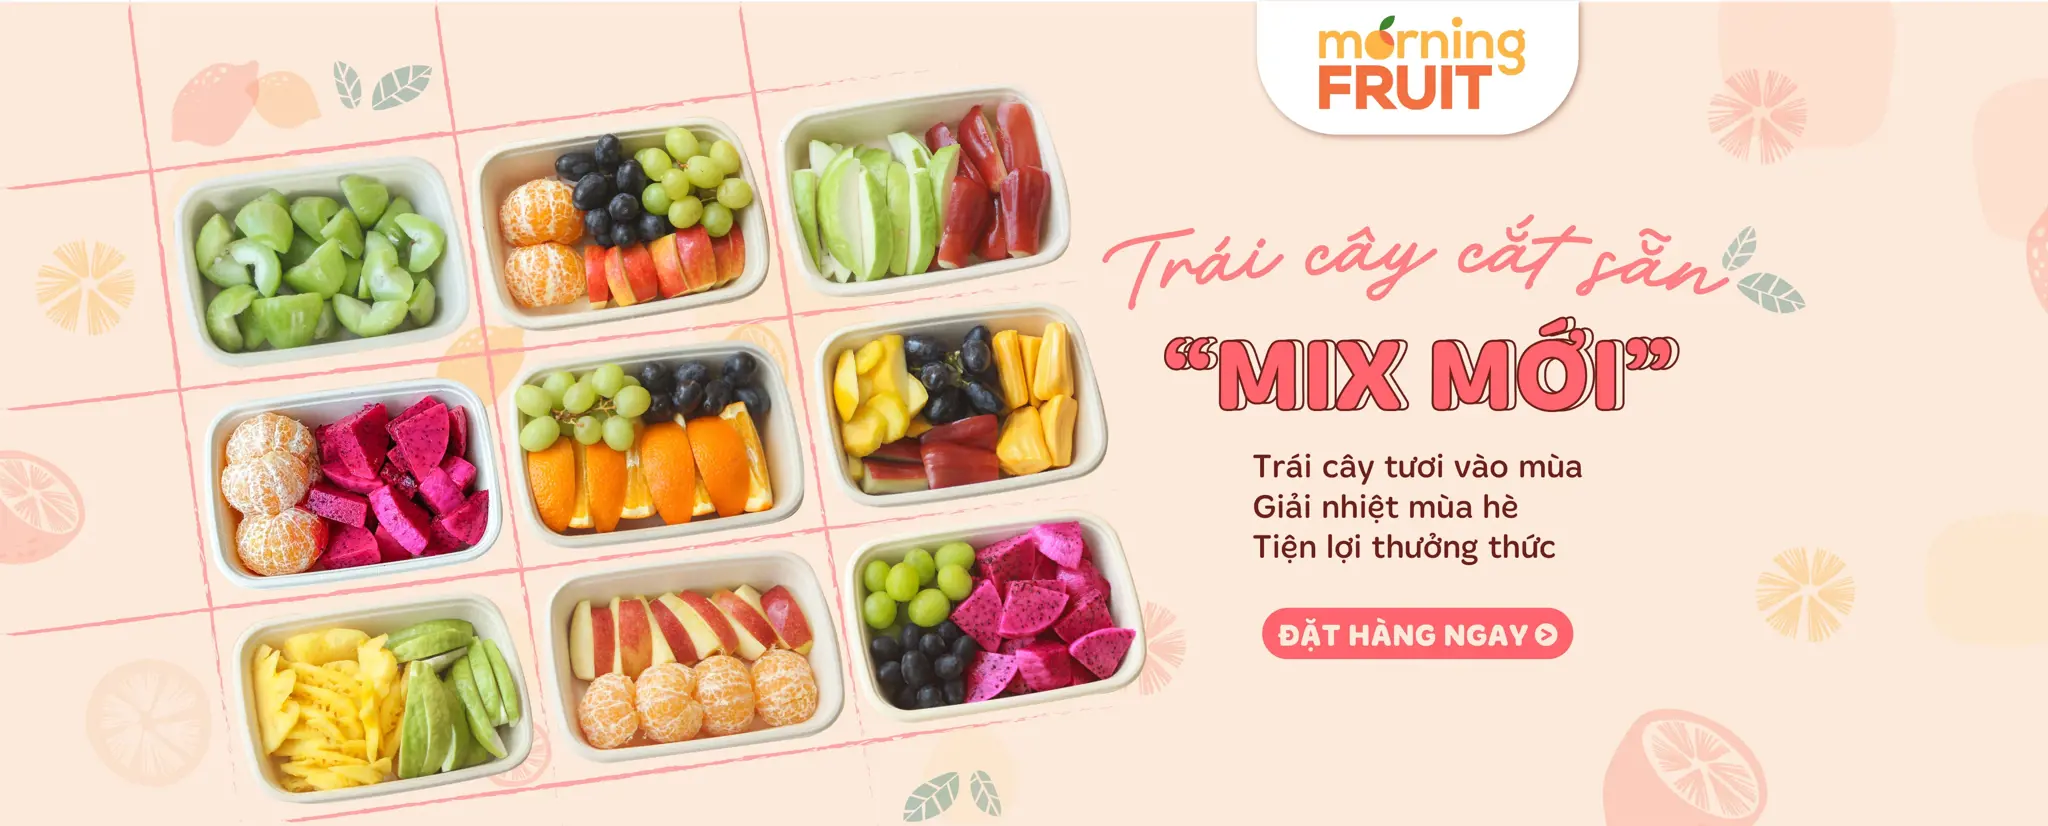 morning
FRUIT
Trái cây cắt sẵn
“MIX MỚI”
Trái cây tươi vào mùa
Giải nhiệt mùa hè
Tiện lợi thưởng thức
ĐẶT HÀNG NGAY